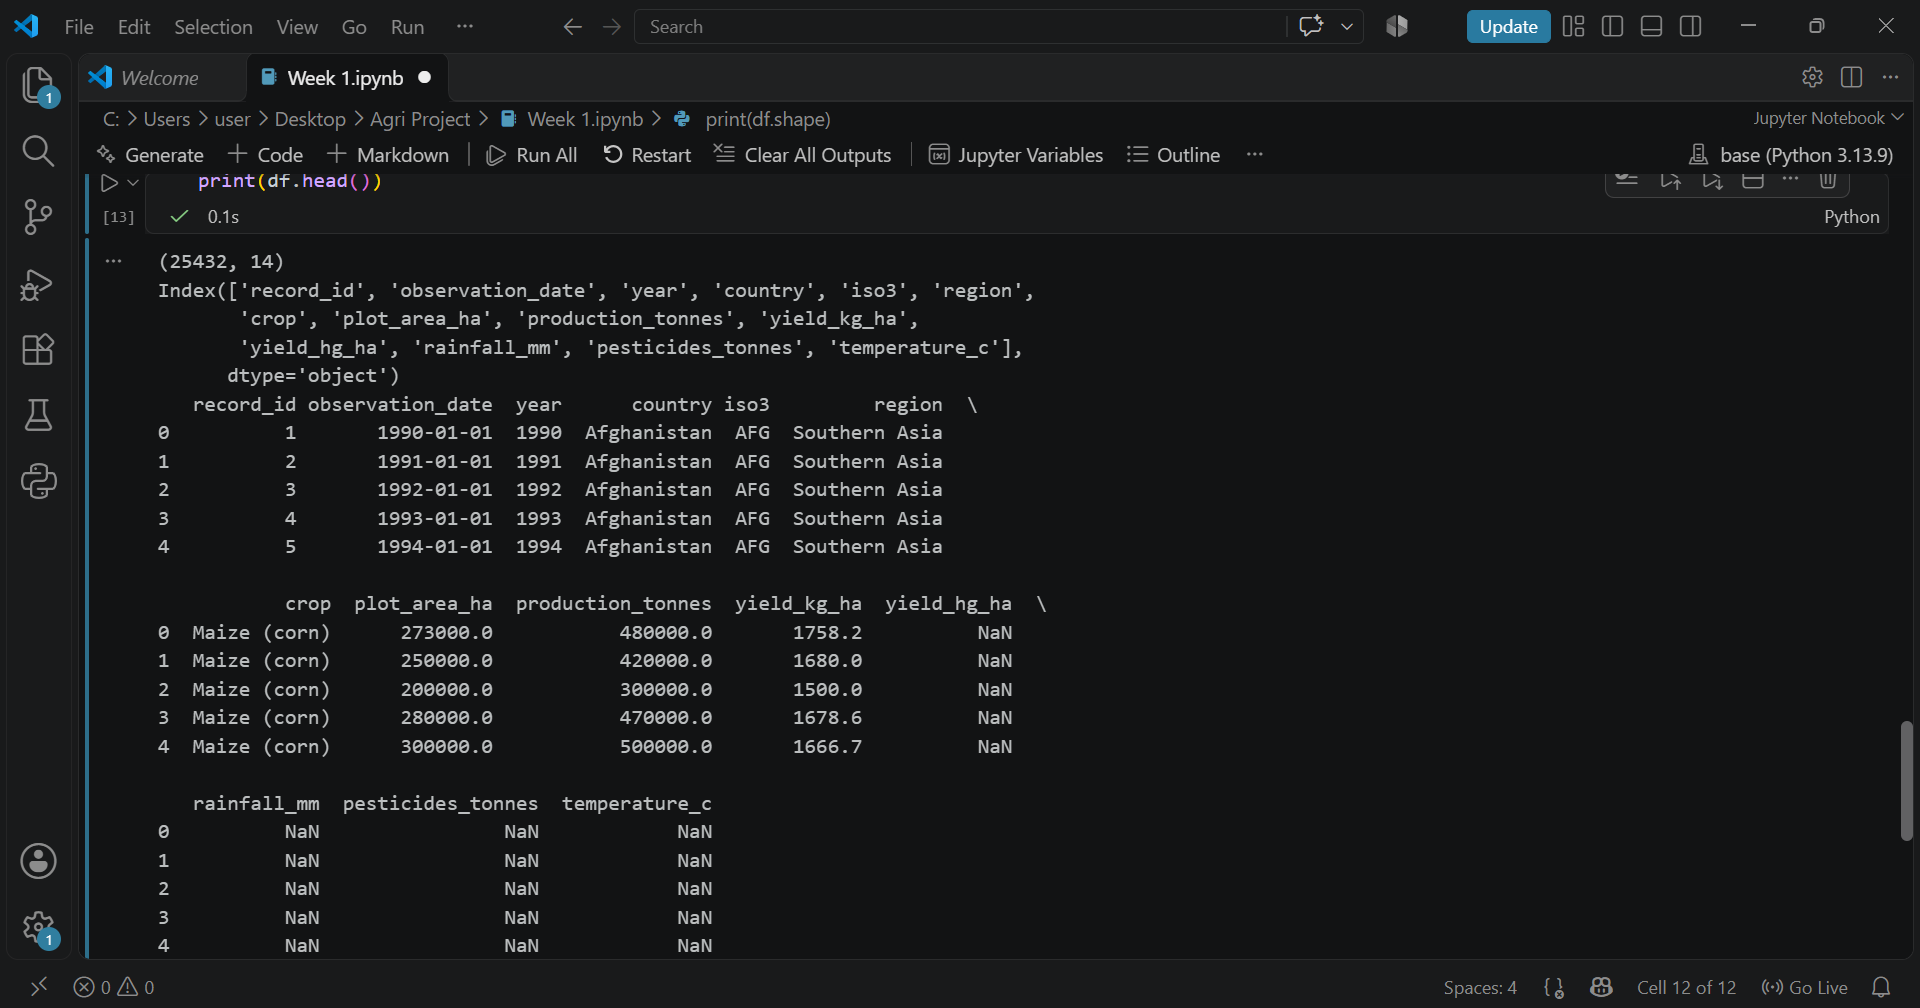 File Edit Selection View Go Run ··· Search Update
Welcome Week 1.ipynb
C: > Users > user > Desktop > Agri Project > Week 1.ipynb > print(df.shape) Jupyter Notebook
Generate + Code + Markdown Run All Restart Clear All Outputs Jupyter Variables Outline ··· base (Python 3.13.9)
print(df.head())
[13] 0.1s Python
(25432, 14)
Index(['record_id', 'observation_date', 'year', 'country', 'iso3', 'region',
'crop', 'plot_area_ha', 'production_tonnes', 'yield_kg_ha',
'yield_hg_ha', 'rainfall_mm', 'pesticides_tonnes', 'temperature_c'],
dtype='object')
record_id observation_date year country iso3 region \
0 1 1990-01-01 1990 Afghanistan AFG Southern Asia
1 2 1991-01-01 1991 Afghanistan AFG Southern Asia
2 3 1992-01-01 1992 Afghanistan AFG Southern Asia
3 4 1993-01-01 1993 Afghanistan AFG Southern Asia
4 5 1994-01-01 1994 Afghanistan AFG Southern Asia
crop plot_area_ha production_tonnes yield_kg_ha yield_hg_ha \
0 Maize (corn) 273000.0 480000.0 1758.2 NaN
1 Maize (corn) 250000.0 420000.0 1680.0 NaN
2 Maize (corn) 200000.0 300000.0 1500.0 NaN
3 Maize (corn) 280000.0 470000.0 1678.6 NaN
4 Maize (corn) 300000.0 500000.0 1666.7 NaN
rainfall_mm pesticides_tonnes temperature_c
0 NaN NaN NaN
1 NaN NaN NaN
2 NaN NaN NaN
3 NaN NaN NaN
4 NaN NaN NaN
1
1
0 0 Spaces: 4 Cell 12 of 12 Go Live